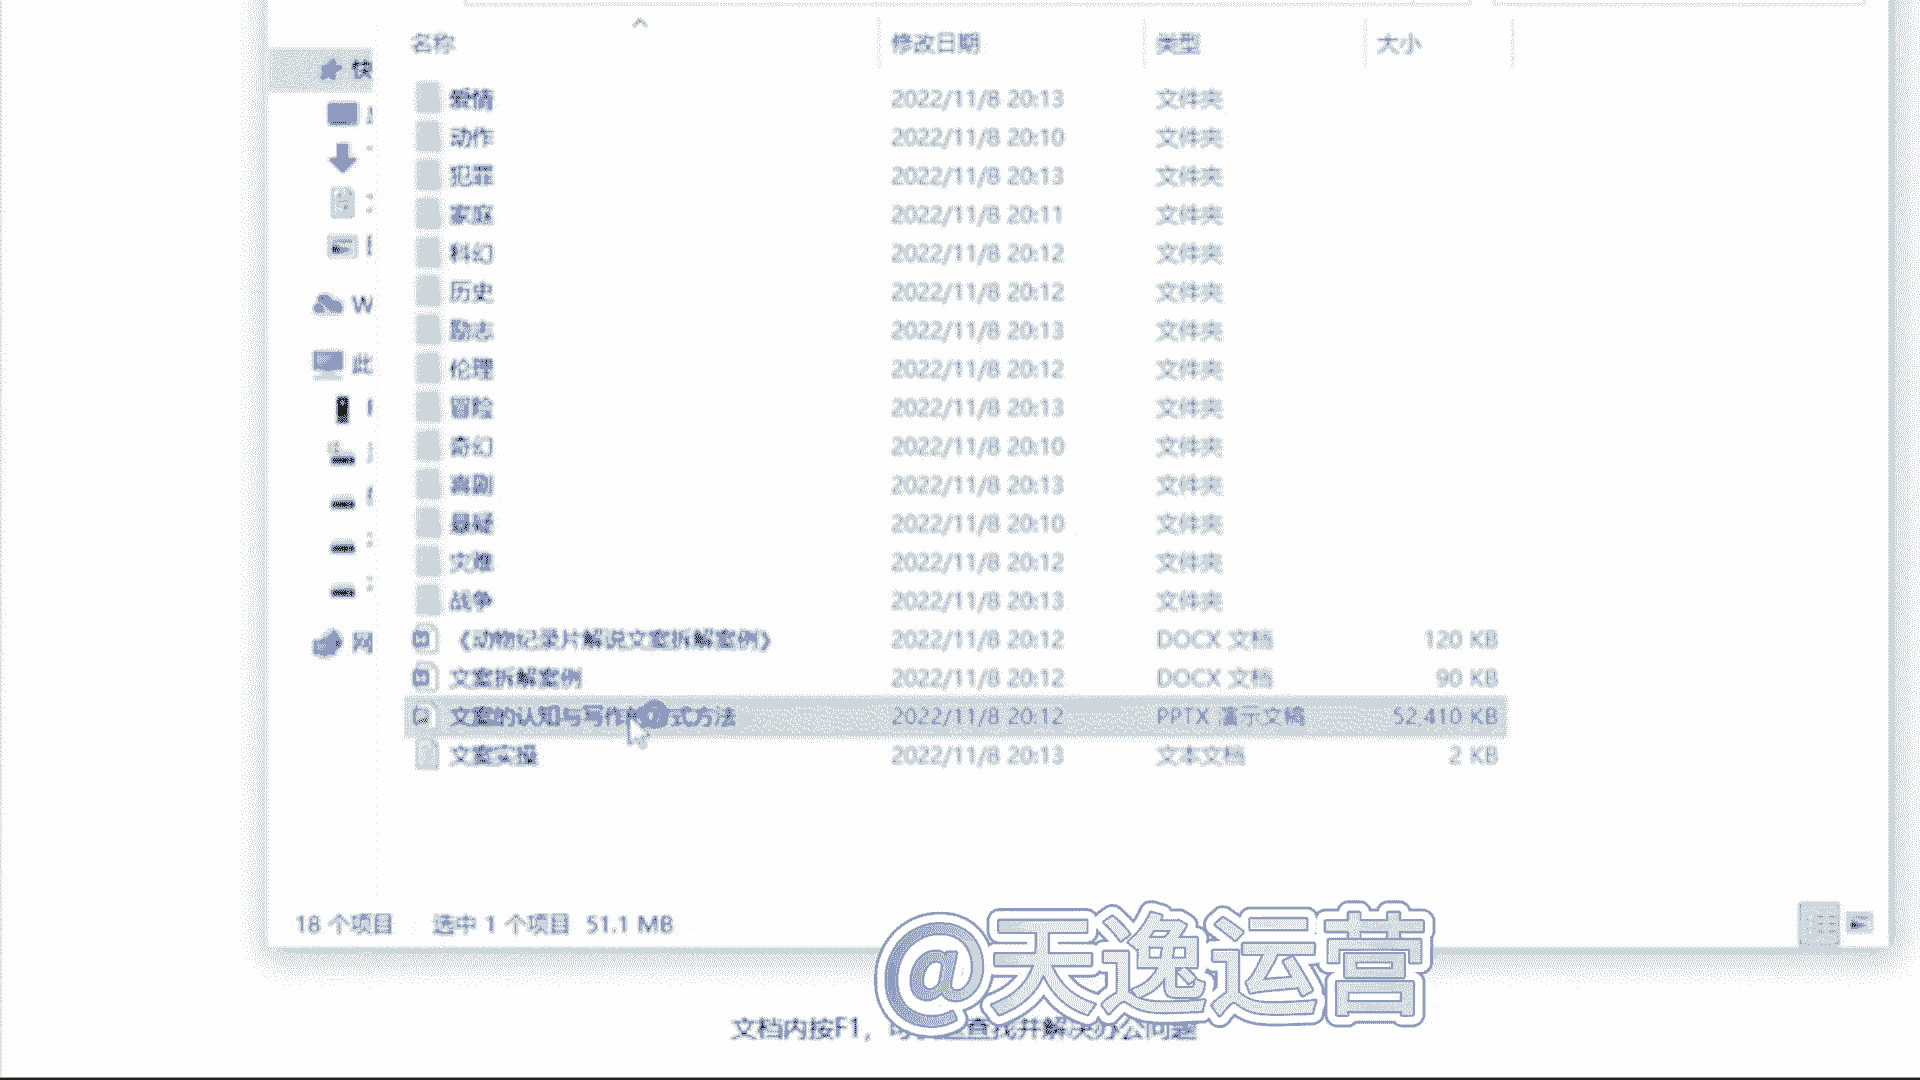 名称 修改日期 类型 大小
快
爱情 2022/11/8 20:13 文件夹
动作 2022/11/8 20:10 文件夹
犯罪 2022/11/8 20:13 文件夹
家庭 2022/11/8 20:11 文件夹
科幻 2022/11/8 20:12 文件夹
历史 2022/11/8 20:12 文件夹
W
励志 2022/11/8 20:13 文件夹
此
伦理 2022/11/8 20:12 文件夹
冒险 2022/11/8 20:13 文件夹
奇幻 2022/11/8 20:10 文件夹
喜剧 2022/11/8 20:13 文件夹
悬疑 2022/11/8 20:10 文件夹
灾难 2022/11/8 20:12 文件夹
战争 2022/11/8 20:13 文件夹
网
《动物纪录片解说文案拆解案例》 2022/11/8 20:12 DOCX 文档 120 KB
文案拆解案例 2022/11/8 20:12 DOCX 文档 90 KB
文案的认知与写作 式方法 2022/11/8 20:12 PPTX 演示文稿 52,410 KB
文案实操 2022/11/8 20:13 文本文档 2 KB
18 个项目 选中 1 个项目 51.1 MB
@天逸运营
文档内按F1， 查找并解决办公问题